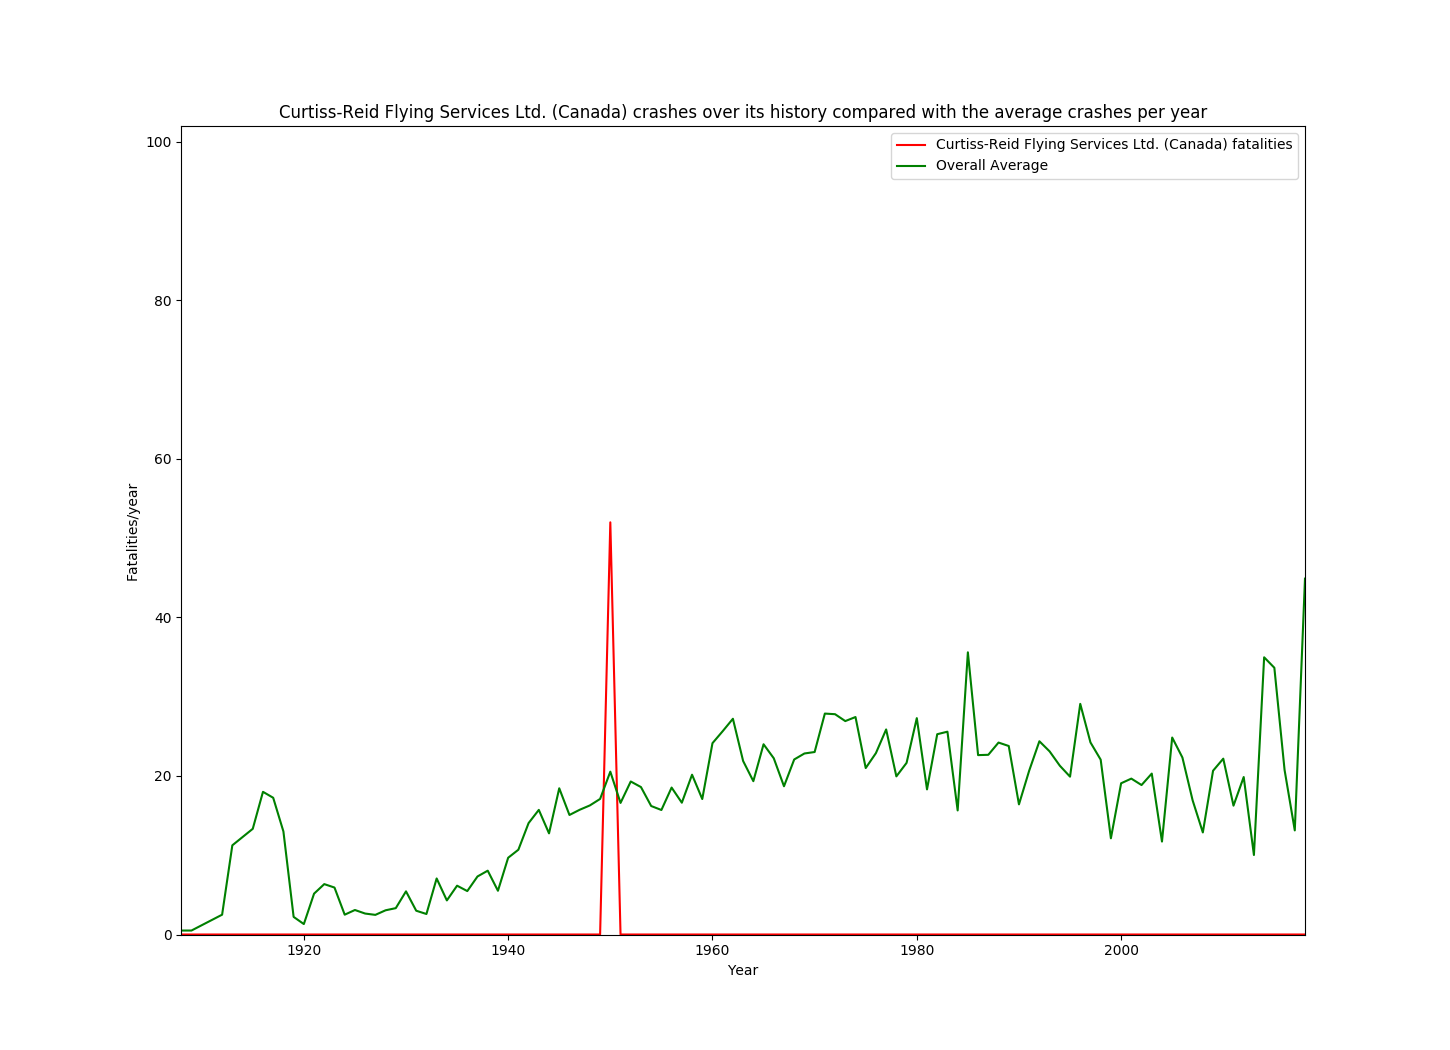 Curtiss-Reid Flying Services Ltd. (Canada) crashes over its history compared with the average crashes per year
Curtiss-Reid Flying Services Ltd. (Canada) fatalities
Overall Average
100
80
60
40
20
0
Fatalities/year
1920 1940 1960 1980 2000
Year